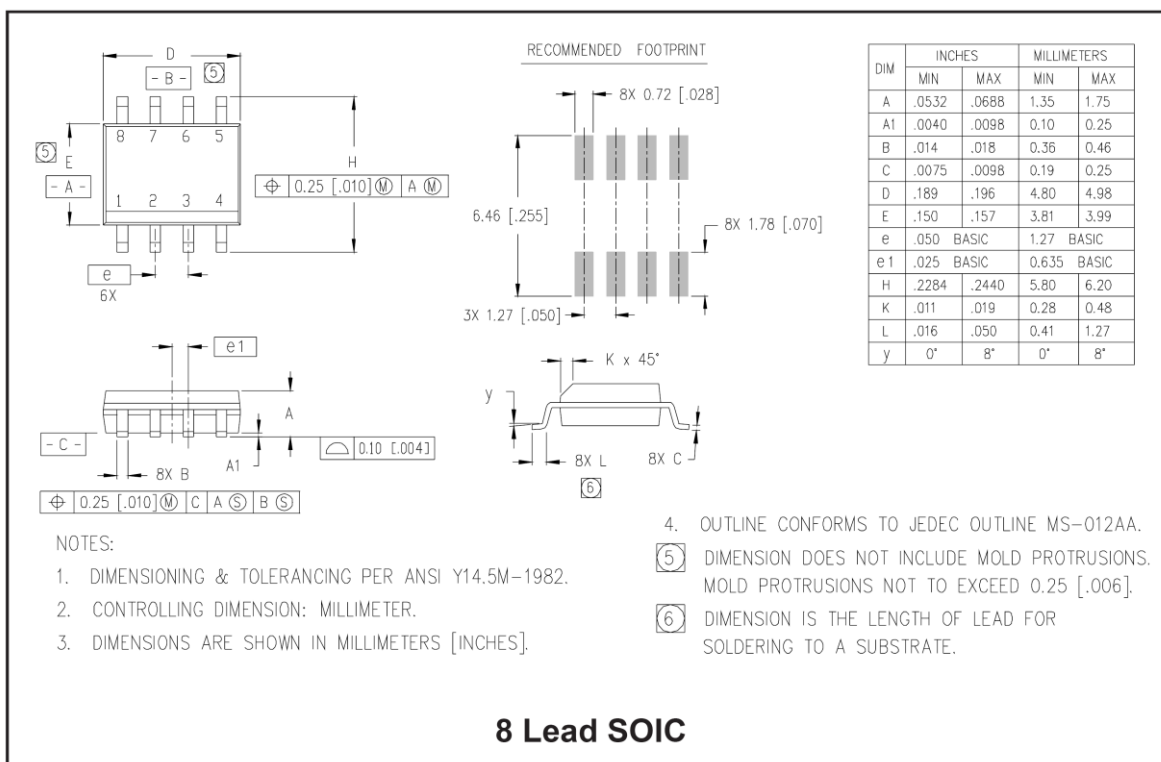 D
- B -
5
8 7 6 5
5
E
- A -
1 2 3 4
H
⌖ 0.25 [.010] Ⓜ A Ⓜ
e
6X
RECOMMENDED FOOTPRINT
8X 0.72 [.028]
6.46 [.255]
8X 1.78 [.070]
3X 1.27 [.050]
DIM INCHES MILLIMETERS
MIN MAX MIN MAX
A .0532 .0688 1.35 1.75
A1 .0040 .0098 0.10 0.25
B .014 .018 0.36 0.46
C .0075 .0098 0.19 0.25
D .189 .196 4.80 4.98
E .150 .157 3.81 3.99
e .050 BASIC 1.27 BASIC
e1 .025 BASIC 0.635 BASIC
H .2284 .2440 5.80 6.20
K .011 .019 0.28 0.48
L .016 .050 0.41 1.27
y 0° 8° 0° 8°
e1
A
- C -
8X B
A1
⌓ 0.10 [.004]
⌖ 0.25 [.010] Ⓜ C A Ⓢ B Ⓢ
K x 45°
y
8X L
6
8X C
NOTES:
1. DIMENSIONING & TOLERANCING PER ANSI Y14.5M-1982.
2. CONTROLLING DIMENSION: MILLIMETER.
3. DIMENSIONS ARE SHOWN IN MILLIMETERS [INCHES].
4. OUTLINE CONFORMS TO JEDEC OUTLINE MS-012AA.
5 DIMENSION DOES NOT INCLUDE MOLD PROTRUSIONS.
MOLD PROTRUSIONS NOT TO EXCEED 0.25 [.006].
6 DIMENSION IS THE LENGTH OF LEAD FOR
SOLDERING TO A SUBSTRATE.
8 Lead SOIC